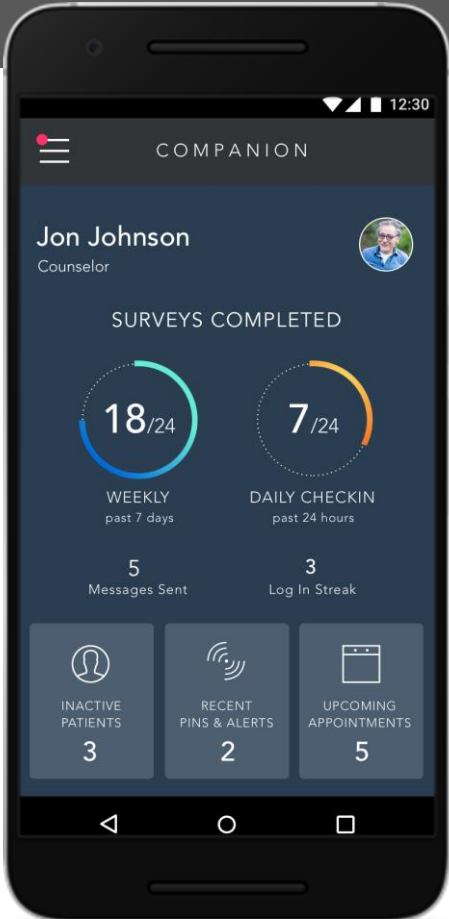 12:30
COMPANION
Jon Johnson
Counselor
SURVEYS COMPLETED
18/24
7/24
WEEKLY
past 7 days
DAILY CHECKIN
past 24 hours
5
Messages Sent
3
Log In Streak
INACTIVE
PATIENTS
3
RECENT
PINS & ALERTS
2
UPCOMING
APPOINTMENTS
5